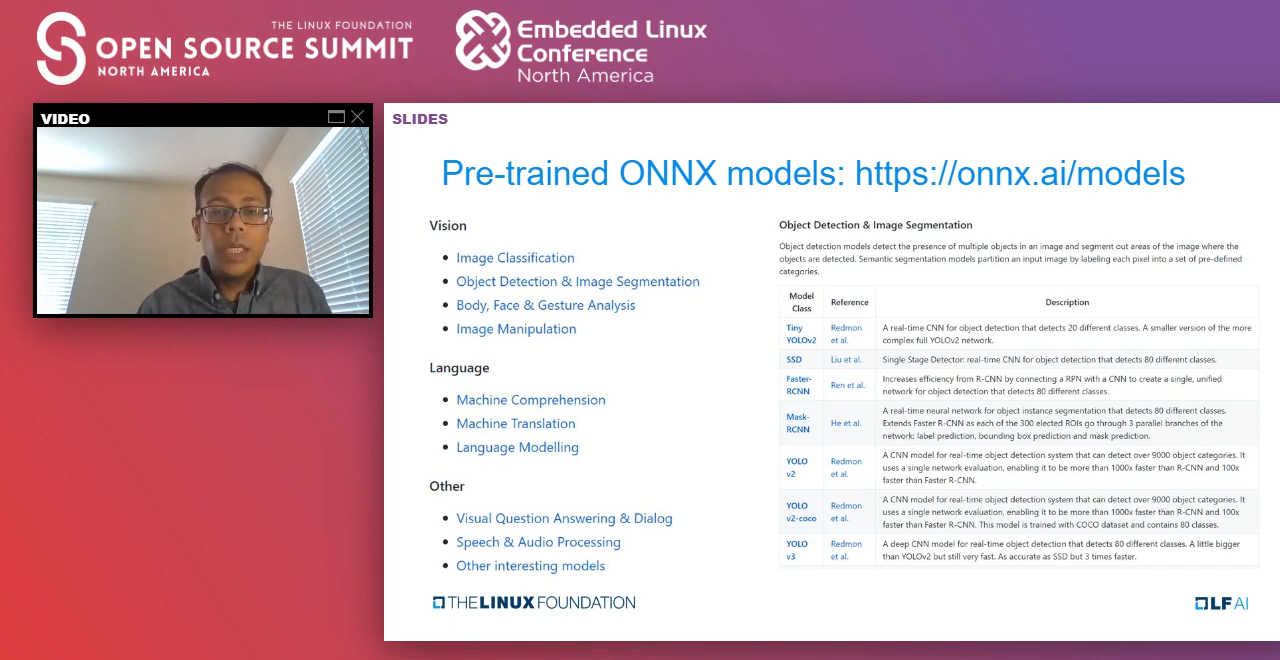 THE LINUX FOUNDATION
OPEN SOURCE SUMMIT
NORTH AMERICA
Embedded Linux
Conference
North America
VIDEO
SLIDES
Pre-trained ONNX models: https://onnx.ai/models
Vision
• Image Classification
• Object Detection & Image Segmentation
• Body, Face & Gesture Analysis
• Image Manipulation
Language
• Machine Comprehension
• Machine Translation
• Language Modelling
Other
• Visual Question Answering & Dialog
• Speech & Audio Processing
• Other interesting models
Object Detection & Image Segmentation
Object detection models detect the presence of multiple objects in an image and segment out areas of the image where the
objects are detected. Semantic segmentation models partition an input image by labeling each pixel into a set of pre-defined
categories.
Model
Class
Reference
Description
Tiny
YOLOv2
Redmon
et al.
A real-time CNN for object detection that detects 20 different classes. A smaller version of the more
complex full YOLOv2 network.
SSD
Liu et al.
Single Stage Detector: real-time CNN for object detection that detects 80 different classes.
Faster-
RCNN
Ren et al.
Increases efficiency from R-CNN by connecting a RPN with a CNN to create a single, unified
network for object detection that detects 80 different classes.
Mask-
RCNN
He et al.
A real-time neural network for object instance segmentation that detects 80 different classes.
Extends Faster R-CNN as each of the 300 elected ROIs go through 3 parallel branches of the
network: label prediction, bounding box prediction and mask prediction.
YOLO
v2
Redmon
et al.
A CNN model for real-time object detection system that can detect over 9000 object categories. It
uses a single network evaluation, enabling it to be more than 1000x faster than R-CNN and 100x
faster than Faster R-CNN.
YOLO
v2-coco
Redmon
et al.
A CNN model for real-time object detection system that can detect over 9000 object categories. It
uses a single network evaluation, enabling it to be more than 1000x faster than R-CNN and 100x
faster than Faster R-CNN. This model is trained with COCO dataset and contains 80 classes.
YOLO
v3
Redmon
et al.
A deep CNN model for real-time object detection that detects 80 different classes. A little bigger
than YOLOv2 but still very fast. As accurate as SSD but 3 times faster.
THE LINUX FOUNDATION
LF AI